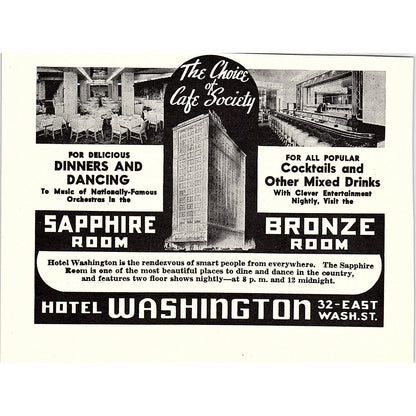 The Choice
of
Cafe Society
FOR DELICIOUS
DINNERS AND
DANCING
To Music of Nationally-Famous
Orchestras in the
SAPPHIRE
ROOM
FOR ALL POPULAR
Cocktails and
Other Mixed Drinks
With Clever Entertainment
Nightly, Visit the
BRONZE
ROOM
Hotel Washington is the rendezvous of smart people from everywhere. The Sapphire
Room is one of the most beautiful places to dine and dance in the country,
and features two floor shows nightly—at 8 p. m. and 12 midnight.
HOTEL WASHINGTON 32-EAST
WASH.ST.